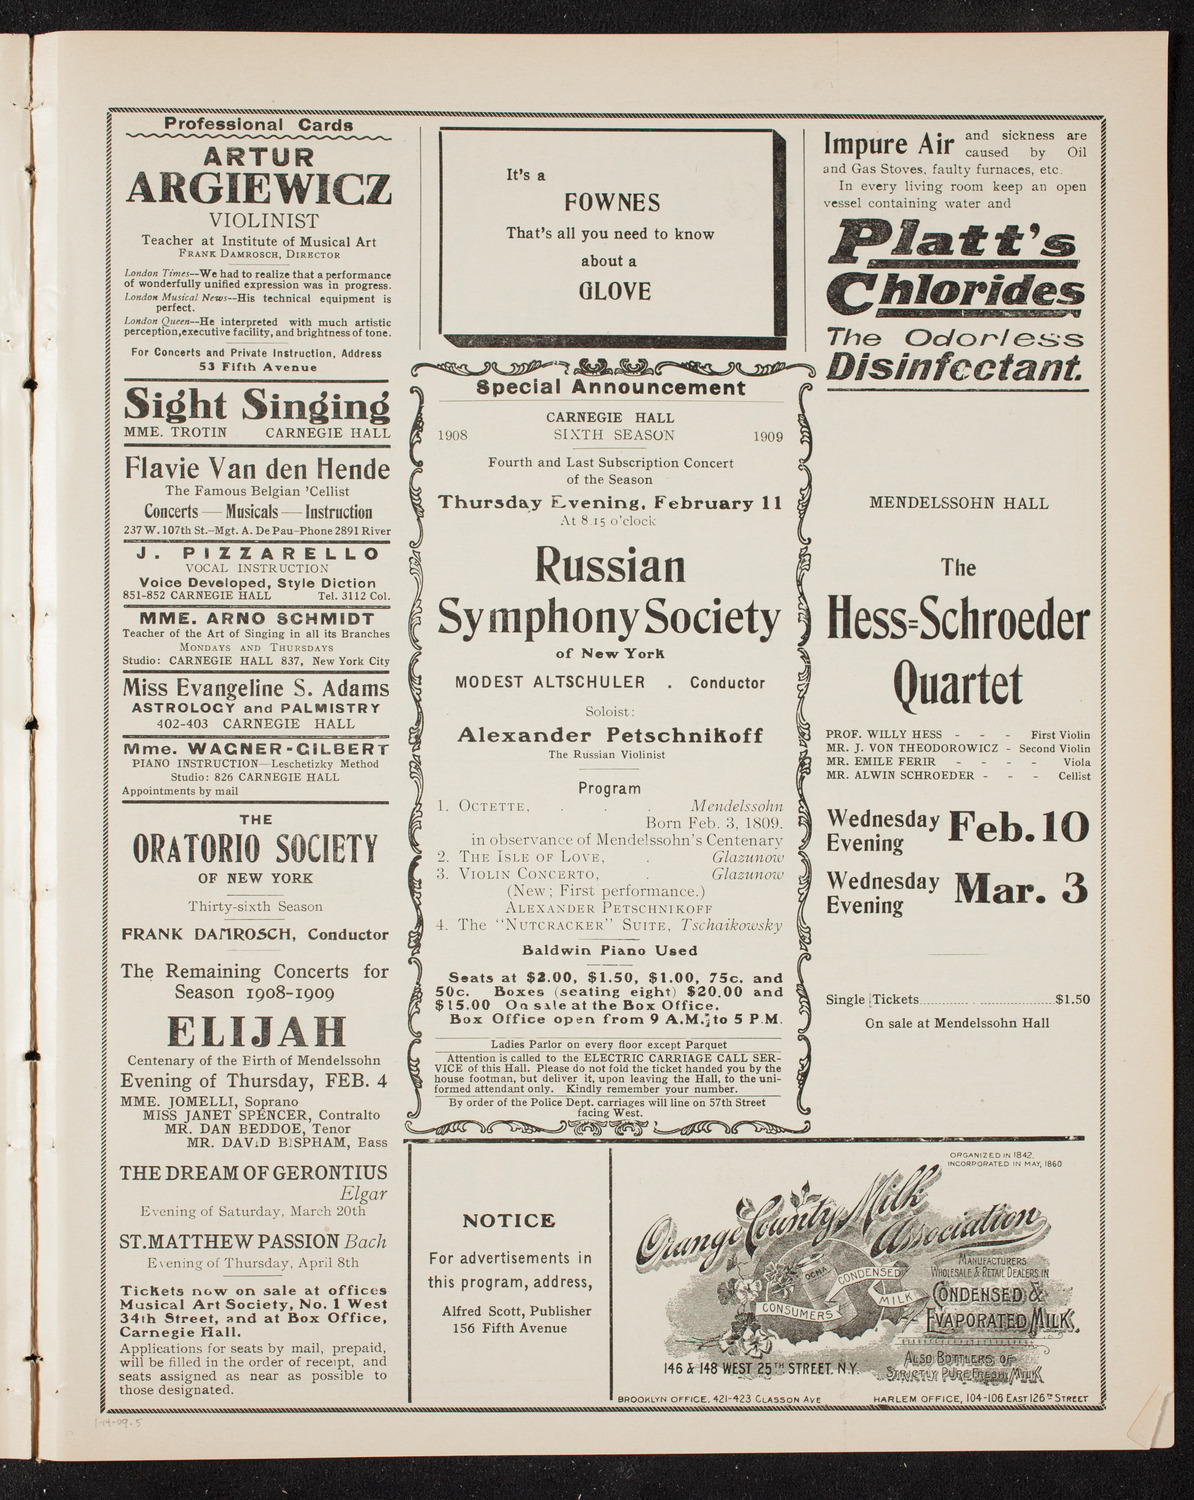 Professional Cards
ARTUR
ARGIEWICZ
VIOLINIST
Teacher at Institute of Musical Art
FRANK DAMROSCH, DIRECTOR
London Times--We had to realize that a performance
of wonderfully unified expression was in progress.
London Musical News--His technical equipment is
perfect.
London Queen--He interpreted with much artistic
perception, executive facility, and brightness of tone.
For Concerts and Private Instruction, Address
53 Fifth Avenue
Sight Singing
MME. TROTIN CARNEGIE HALL
Flavie Van den Hende
The Famous Belgian 'Cellist
Concerts — Musicals — Instruction
237 W. 107th St.—Mgt. A. De Pau—Phone 2891 River
J. PIZZARELLO
VOCAL INSTRUCTION
Voice Developed, Style Diction
851-852 CARNEGIE HALL Tel. 3112 Col.
MME. ARNO SCHMIDT
Teacher of the Art of Singing in all its Branches
MONDAYS AND THURSDAYS
Studio: CARNEGIE HALL 837, New York City
Miss Evangeline S. Adams
ASTROLOGY and PALMISTRY
402-403 CARNEGIE HALL
Mme. WAGNER-GILBERT
PIANO INSTRUCTION—Leschetizky Method
Studio: 826 CARNEGIE HALL
Appointments by mail
THE
ORATORIO SOCIETY
OF NEW YORK
Thirty-sixth Season
FRANK DAMROSCH, Conductor
The Remaining Concerts for
Season 1908-1909
ELIJAH
Centenary of the Birth of Mendelssohn
Evening of Thursday, FEB. 4
MME. JOMELLI, Soprano
MISS JANET SPENCER, Contralto
MR. DAN BEDDOE, Tenor
MR. DAVID BISPHAM, Bass
THE DREAM OF GERONTIUS
Elgar
Evening of Saturday, March 20th
ST. MATTHEW PASSION Bach
Evening of Thursday, April 8th
Tickets now on sale at offices
Musical Art Society, No. 1 West
34th Street, and at Box Office,
Carnegie Hall.
Applications for seats by mail, prepaid,
will be filled in the order of receipt, and
seats assigned as near as possible to
those designated.
1-14-09.5
It's a
FOWNES
That's all you need to know
about a
GLOVE
Special Announcement
CARNEGIE HALL
1908 SIXTH SEASON 1909
Fourth and Last Subscription Concert
of the Season
Thursday Evening, February 11
At 8.15 o'clock
Russian
Symphony Society
of New York
MODEST ALTSCHULER . Conductor
Soloist:
Alexander Petschnikoff
The Russian Violinist
Program
1. OCTETTE, . . . Mendelssohn
Born Feb. 3, 1809.
in observance of Mendelssohn's Centenary
2. THE ISLE OF LOVE, . Glazunow
3. VIOLIN CONCERTO, . Glazunow
(New; First performance.)
ALEXANDER PETSCHNIKOFF
4. The "NUTCRACKER" SUITE, Tschaikowsky
Baldwin Piano Used
Seats at $2.00, $1.50, $1.00, 75c. and
50c. Boxes (seating eight) $20.00 and
$15.00 On sale at the Box Office.
Box Office open from 9 A.M. to 5 P.M.
Ladies Parlor on every floor except Parquet
Attention is called to the ELECTRIC CARRIAGE CALL SER-
VICE of this Hall. Please do not fold the ticket handed you by the
house footman, but deliver it, upon leaving the Hall, to the uni-
formed attendant only. Kindly remember your number.
By order of the Police Dept. carriages will line on 57th Street
facing West.
Impure Air and sickness are
caused by Oil
and Gas Stoves, faulty furnaces, etc.
In every living room keep an open
vessel containing water and
Platt's
Chlorides
The Odorless
Disinfectant.
MENDELSSOHN HALL
The
Hess-Schroeder
Quartet
PROF. WILLY HESS - - - First Violin
MR. J. VON THEODOROWICZ - Second Violin
MR. EMILE FERIR - - - - Viola
MR. ALWIN SCHROEDER - - - Cellist
Wednesday
Evening Feb. 10
Wednesday
Evening Mar. 3
Single Tickets..............................$1.50
On sale at Mendelssohn Hall
NOTICE
For advertisements in
this program, address,
Alfred Scott, Publisher
156 Fifth Avenue
ORGANIZED IN 1842.
INCORPORATED IN MAY, 1860
Orange County Milk
Association
MANUFACTURERS
WHOLESALE & RETAIL DEALERS IN
CONDENSED &
EVAPORATED MILK,
OCMA
CONSUMERS
CONDENSED
MILK
ALSO BOTTLERS OF
STRICTLY PURE FRESH MILK
146 & 148 WEST 25TH STREET, N.Y.
BROOKLYN OFFICE, 421-423 CLASSON AVE HARLEM OFFICE, 104-106 EAST 126TH STREET